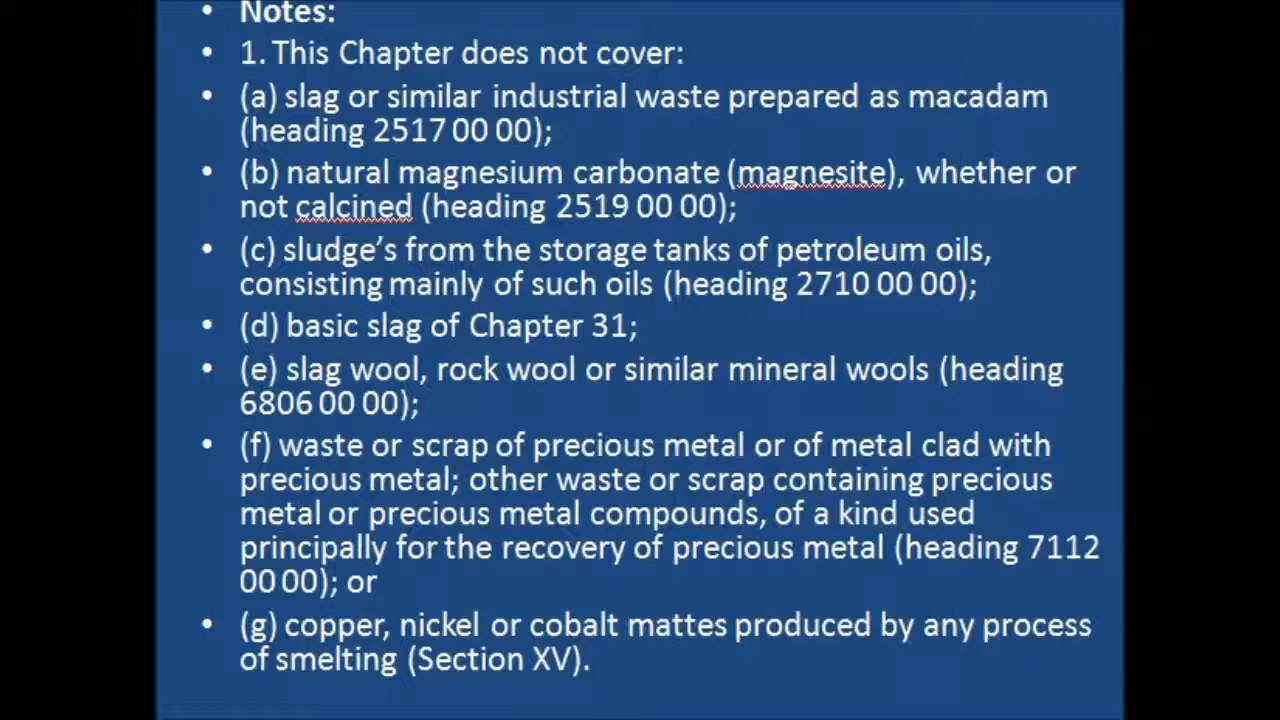 • Notes:
• 1. This Chapter does not cover:
• (a) slag or similar industrial waste prepared as macadam
(heading 2517 00 00);
• (b) natural magnesium carbonate (magnesite), whether or
not calcined (heading 2519 00 00);
• (c) sludge’s from the storage tanks of petroleum oils,
consisting mainly of such oils (heading 2710 00 00);
• (d) basic slag of Chapter 31;
• (e) slag wool, rock wool or similar mineral wools (heading
6806 00 00);
• (f) waste or scrap of precious metal or of metal clad with
precious metal; other waste or scrap containing precious
metal or precious metal compounds, of a kind used
principally for the recovery of precious metal (heading 7112
00 00); or
• (g) copper, nickel or cobalt mattes produced by any process
of smelting (Section XV).